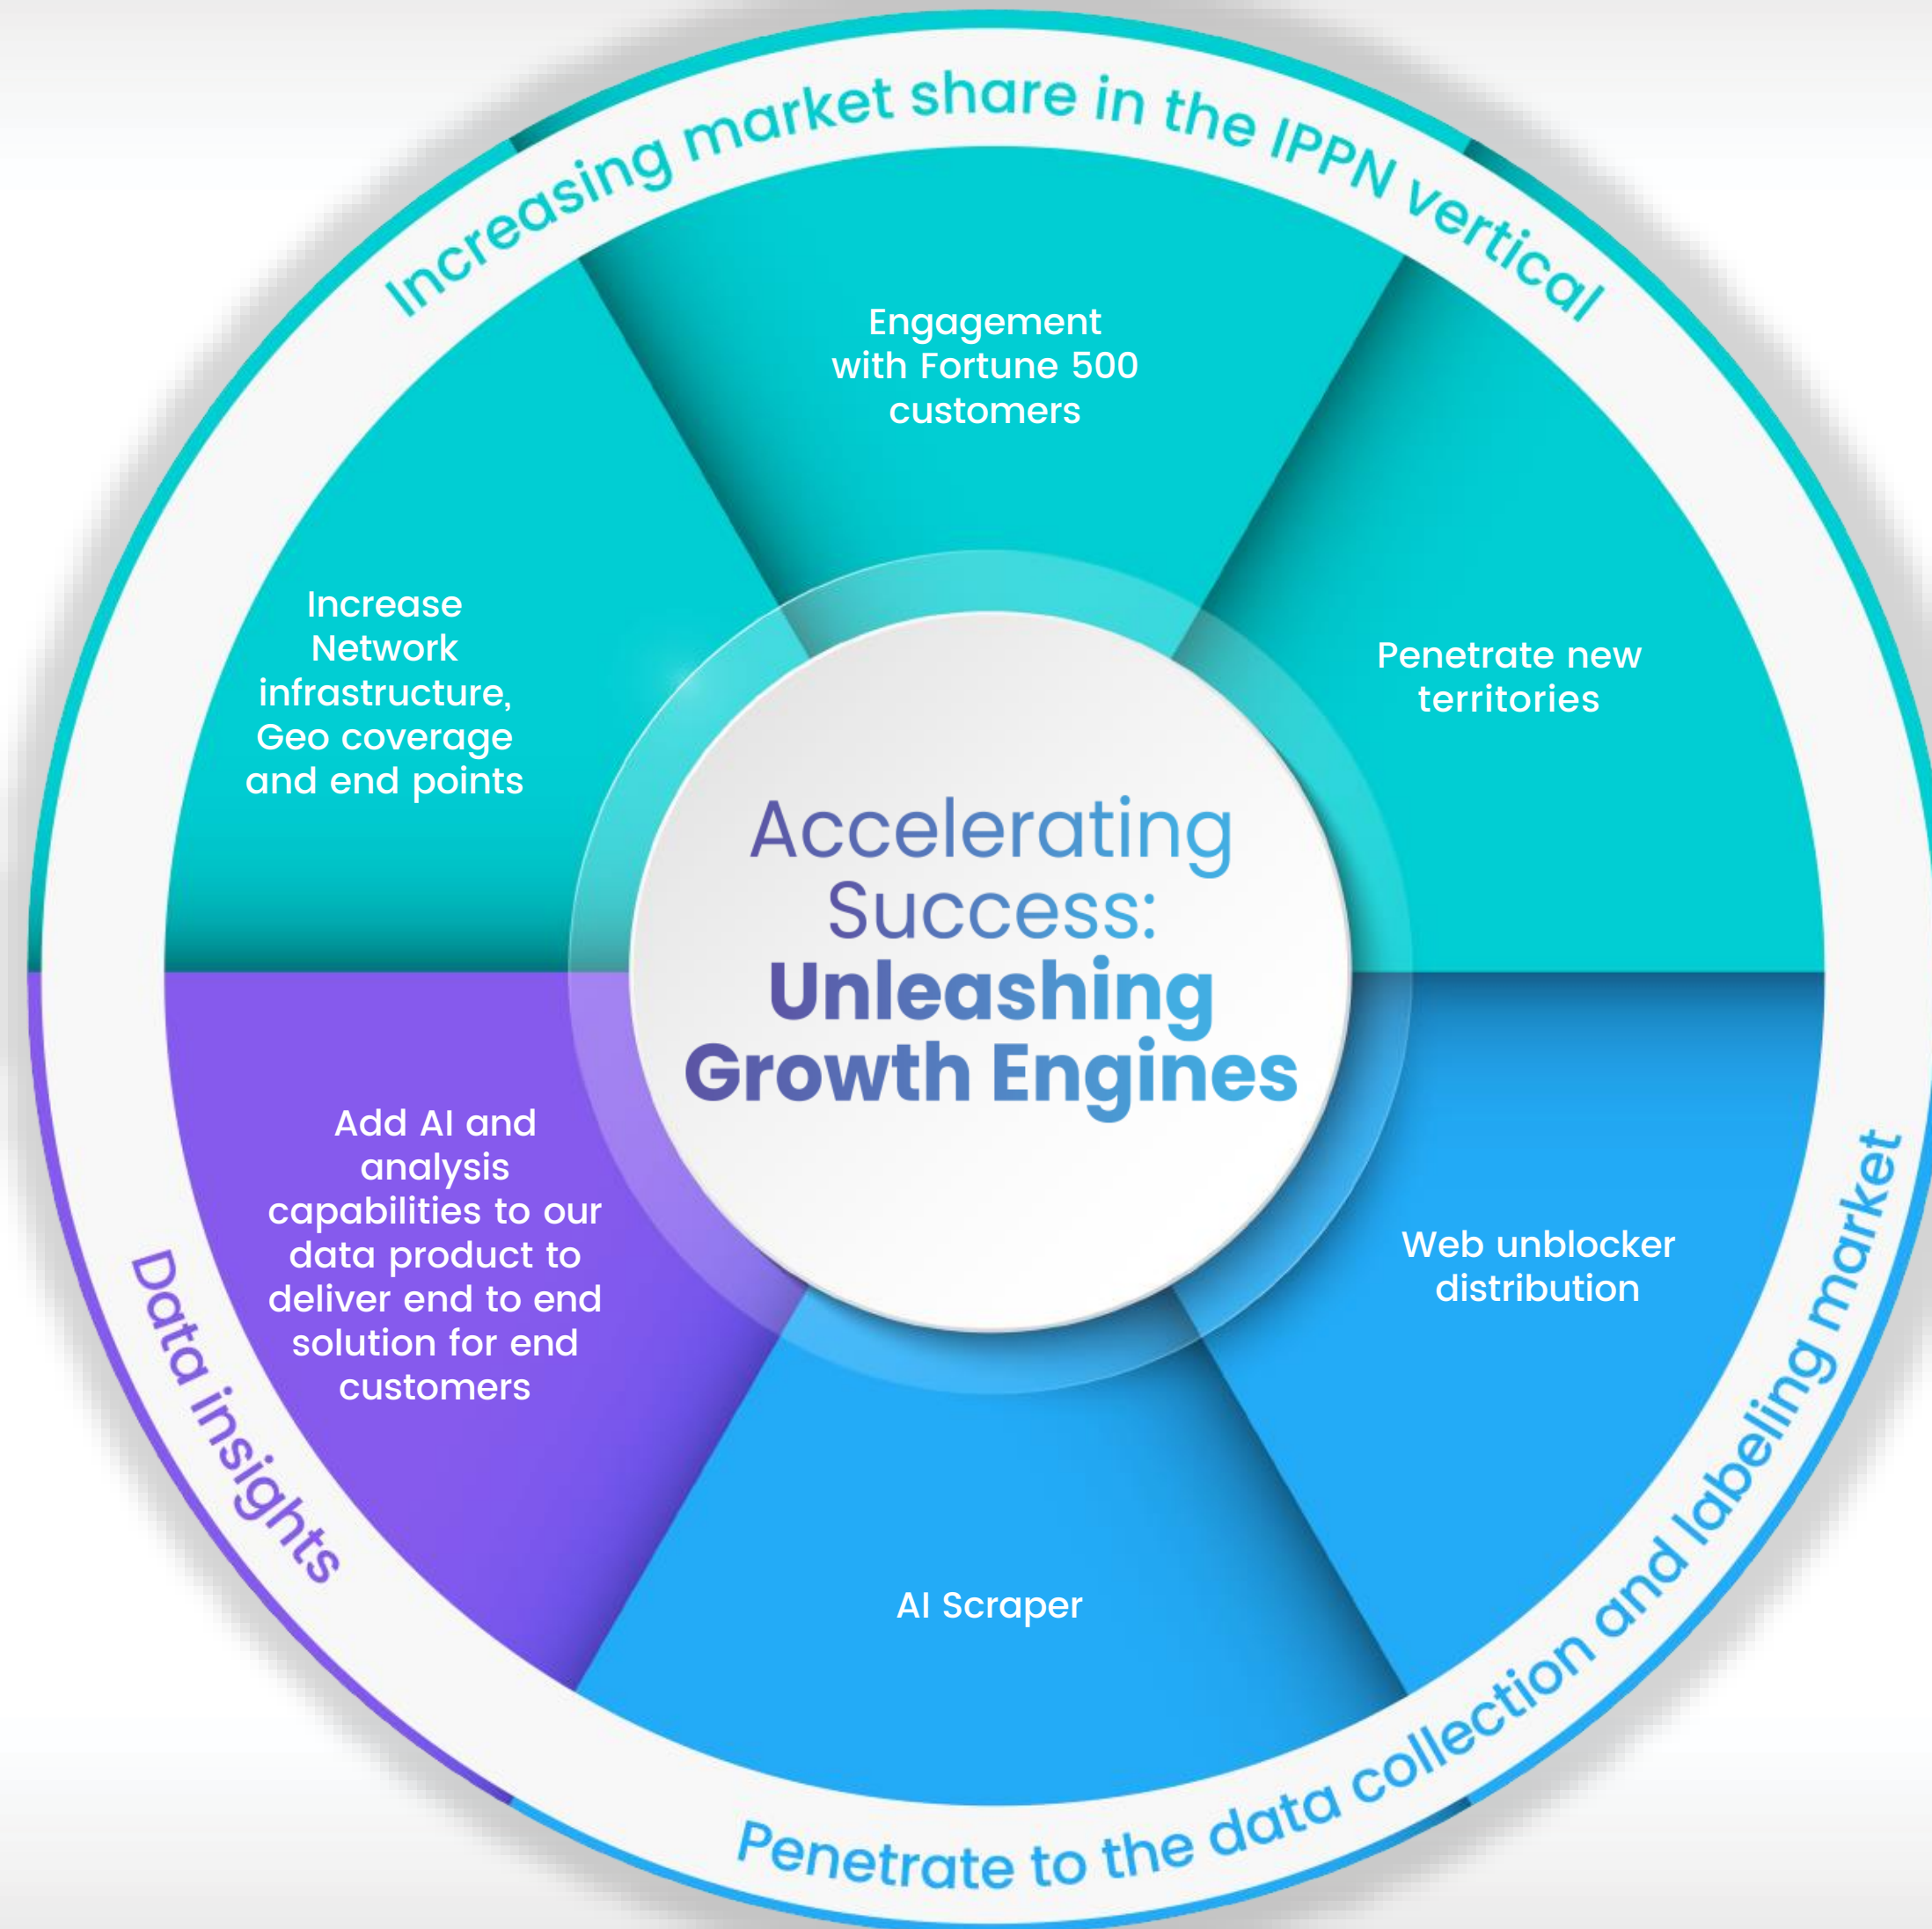 Increasing market share in the IPPN vertical
Engagement
with Fortune 500
customers
Increase
Network
infrastructure,
Geo coverage
and end points
Penetrate new
territories
Accelerating
Success:
Unleashing
Growth Engines
Add AI and
analysis
capabilities to our
data product to
deliver end to end
solution for end
customers
Web unblocker
distribution
AI Scraper
Data insights
Penetrate to the data collection and labeling market